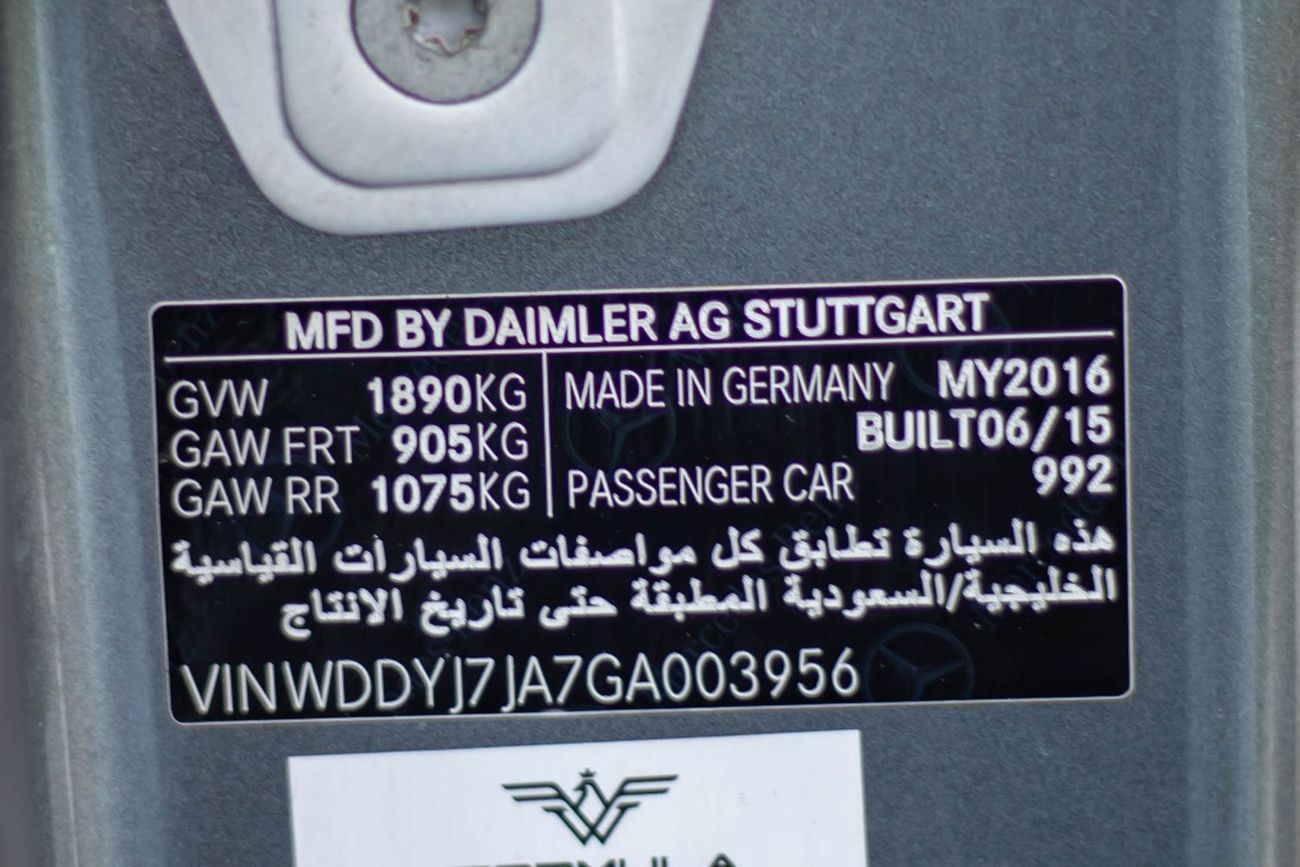 MFD BY DAIMLER AG STUTTGART
GVW 1890KG
GAW FRT 905KG
GAW RR 1075KG
MADE IN GERMANY MY2016
BUILT06/15
PASSENGER CAR 992
هذه السيارة تطابق كل مواصفات السيارات القياسية
الخليجية/السعودية المطبقة حتى تاريخ الانتاج
VINWDDYJ7JA7GA003956